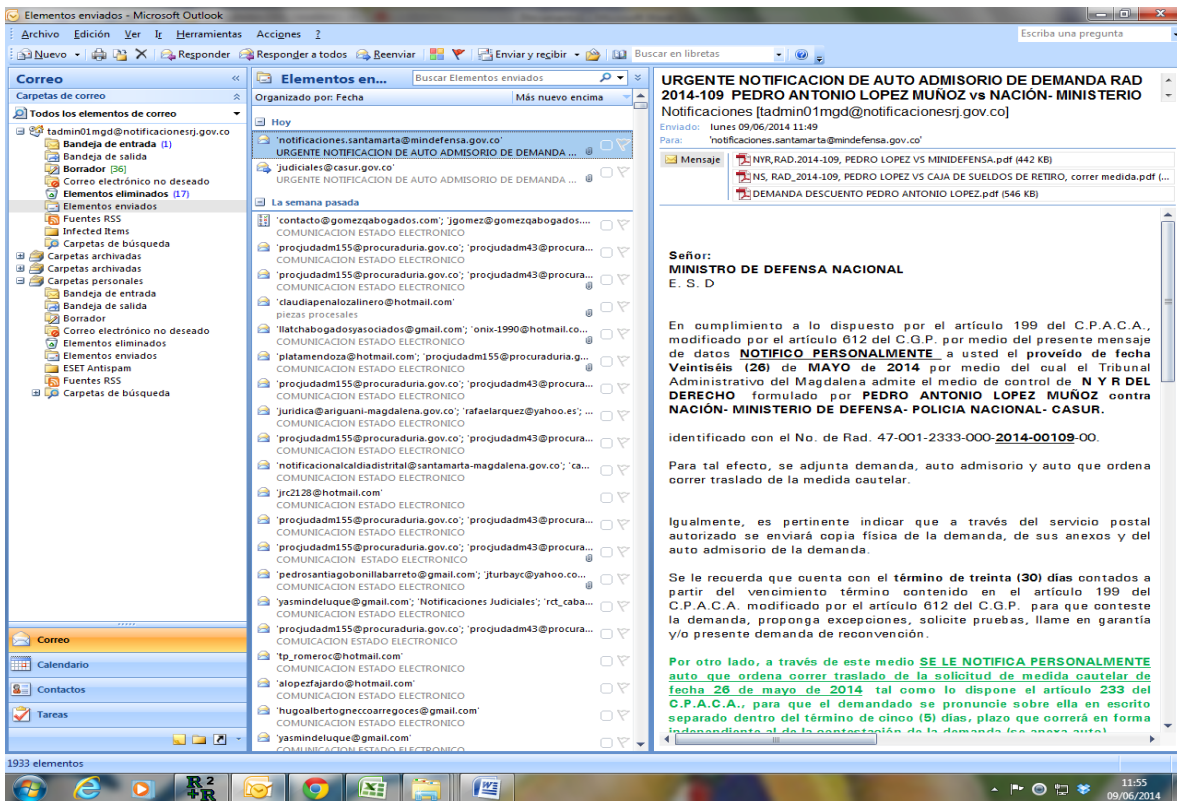 Elementos enviados - Microsoft Outlook
Archivo Edición Ver Ir Herramientas Acciones ?
Escriba una pregunta
Nuevo Responder Responder a todos Reenviar Enviar y recibir Buscar en libretas
Correo
Carpetas de correo
Todos los elementos de correo
tadmin01mgd@notificacionesrj.gov.co
Bandeja de entrada (1)
Bandeja de salida
Borrador [36]
Correo electrónico no deseado
Elementos eliminados (17)
Elementos enviados
Fuentes RSS
Infected Items
Carpetas de búsqueda
Carpetas archivadas
Carpetas archivadas
Carpetas personales
Bandeja de entrada
Bandeja de salida
Borrador
Correo electrónico no deseado
Elementos eliminados
Elementos enviados
ESET Antispam
Fuentes RSS
Carpetas de búsqueda
Correo
Calendario
Contactos
Tareas
Elementos en...
Buscar Elementos enviados
Organizado por: Fecha Más nuevo encima
Hoy
'notificaciones.santamarta@mindefensa.gov.co'
URGENTE NOTIFICACION DE AUTO ADMISORIO DE DEMANDA ...
'judiciales@casur.gov.co'
URGENTE NOTIFICACION DE AUTO ADMISORIO DE DEMANDA ...
La semana pasada
'contacto@gomezqabogados.com'; 'jgomez@gomezqabogados....
COMUNICACION ESTADO ELECTRONICO
'procjudadm155@procuraduria.gov.co'; 'procjudadm43@procura...
COMUNICACION ESTADO ELECTRONICO
'procjudadm155@procuraduria.gov.co'; 'procjudadm43@procura...
COMUNICACION ESTADO ELECTRONICO
'claudiapenalozalinero@hotmail.com'
piezas procesales
'llatchabogadosyasociados@gmail.com'; 'onix-1990@hotmail.co...
COMUNICACION ESTADO ELECTRONICO
'platamendoza@hotmail.com'; 'projudadm155@procuraduria.g...
COMUNICACION ESTADO ELECTRONICO
'procjudadm155@procuraduria.gov.co'; 'procjudadm43@procura...
COMUNICACION ESTADO ELECTRONICO
'juridica@ariguani-magdalena.gov.co'; 'rafaelarquez@yahoo.es'; ...
COMUNICACION ESTADO ELECTRONICO
'procjudadm155@procuraduria.gov.co'; 'procjudadm43@procura...
COMUNICACION ESTADO ELECTRONICO
'notificacionalcaldiadistrital@santamarta-magdalena.gov.co'; 'ca...
COMUNICACION ESTADO ELECTRONICO
'jrc2128@hotmail.com'
COMUNICACION ESTADO ELECTRONICO
'procjudadm155@procuraduria.gov.co'; 'procjudadm43@procura...
COMUNICACION ESTADO ELECTRONICO
'procjudadm155@procuraduria.gov.co'; 'procjudadm43@procura...
COMUNICACION ESTADO ELECTRONICO
'pedrosantiagobonillabarreto@gmail.com'; 'jturbayc@yahoo.co...
COMUNICACION ESTADO ELECTRONICO
'yasmindeluque@gmail.com'; 'Notificaciones Judiciales'; 'rct_caba...
COMUNICACION ESTADO ELECTRONICO
'procjudadm155@procuraduria.gov.co'; 'procjudadm43@procura...
COMUICACION ESTADO ELECTRONICO
'tp_romeroc@hotmail.com'
COMUNICACION ESTADO ELECTRONICO
'alopezfajardo@hotmail.com'
COMUNICACION ESTADO ELECTRONICO
'hugoalbertogneccoarregoces@gmail.com'
COMUNICACION ESTADO ELECTRONICO
'yasmindeluque@gmail.com'
COMUNICACION ESTADO ELECTRONICO
URGENTE NOTIFICACION DE AUTO ADMISORIO DE DEMANDA RAD
2014-109 PEDRO ANTONIO LOPEZ MUÑOZ vs NACIÓN- MINISTERIO
Notificaciones [tadmin01mgd@notificacionesrj.gov.co]
Enviado: lunes 09/06/2014 11:49
Para: 'notificaciones.santamarta@mindefensa.gov.co'
Mensaje NYR,RAD.2014-109, PEDRO LOPEZ VS MINIDEFENSA.pdf (442 KB)
NS, RAD_2014-109, PEDRO LOPEZ VS CAJA DE SUELDOS DE RETIRO, correr medida.pdf (...
DEMANDA DESCUENTO PEDRO ANTONIO LOPEZ.pdf (546 KB)
Señor:
MINISTRO DE DEFENSA NACIONAL
E. S. D
En cumplimiento a lo dispuesto por el artículo 199 del C.P.A.C.A.,
modificado por el artículo 612 del C.G.P. por medio del presente mensaje
de datos NOTIFICO PERSONALMENTE a usted el proveído de fecha
Veintiséis (26) de MAYO de 2014 por medio del cual el Tribunal
Administrativo del Magdalena admite el medio de control de N Y R DEL
DERECHO formulado por PEDRO ANTONIO LOPEZ MUÑOZ contra
NACIÓN- MINISTERIO DE DEFENSA- POLICIA NACIONAL- CASUR.
identificado con el No. de Rad. 47-001-2333-000-2014-00109-00.
Para tal efecto, se adjunta demanda, auto admisorio y auto que ordena
correr traslado de la medida cautelar.
Igualmente, es pertinente indicar que a través del servicio postal
autorizado se enviará copia física de la demanda, de sus anexos y del
auto admisorio de la demanda.
Se le recuerda que cuenta con el término de treinta (30) días contados a
partir del vencimiento término contenido en el artículo 199 del
C.P.A.C.A. modificado por el artículo 612 del C.G.P. para que conteste
la demanda, proponga excepciones, solicite pruebas, llame en garantía
y/o presente demanda de reconvención.
Por otro lado, a través de este medio SE LE NOTIFICA PERSONALMENTE
auto que ordena correr traslado de la solicitud de medida cautelar de
fecha 26 de mayo de 2014 tal como lo dispone el artículo 233 del
C.P.A.C.A., para que el demandado se pronuncie sobre ella en escrito
separado dentro del término de cinco (5) días, plazo que correrá en forma
independiente al de la contestación de la demanda (se anexa auto)
1933 elementos
11:55
09/06/2014